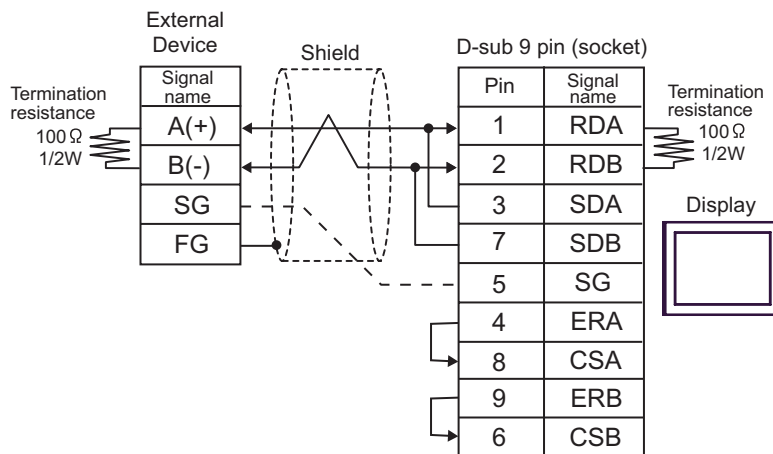 External
Device
Shield
D-sub 9 pin (socket)
Termination
resistance
100 Ω
1/2W
Signal
name
A(+)
B(-)
SG
FG
Pin
Signal
name
1
RDA
2
RDB
3
SDA
7
SDB
5
SG
4
ERA
8
CSA
9
ERB
6
CSB
Termination
resistance
100 Ω
1/2W
Display